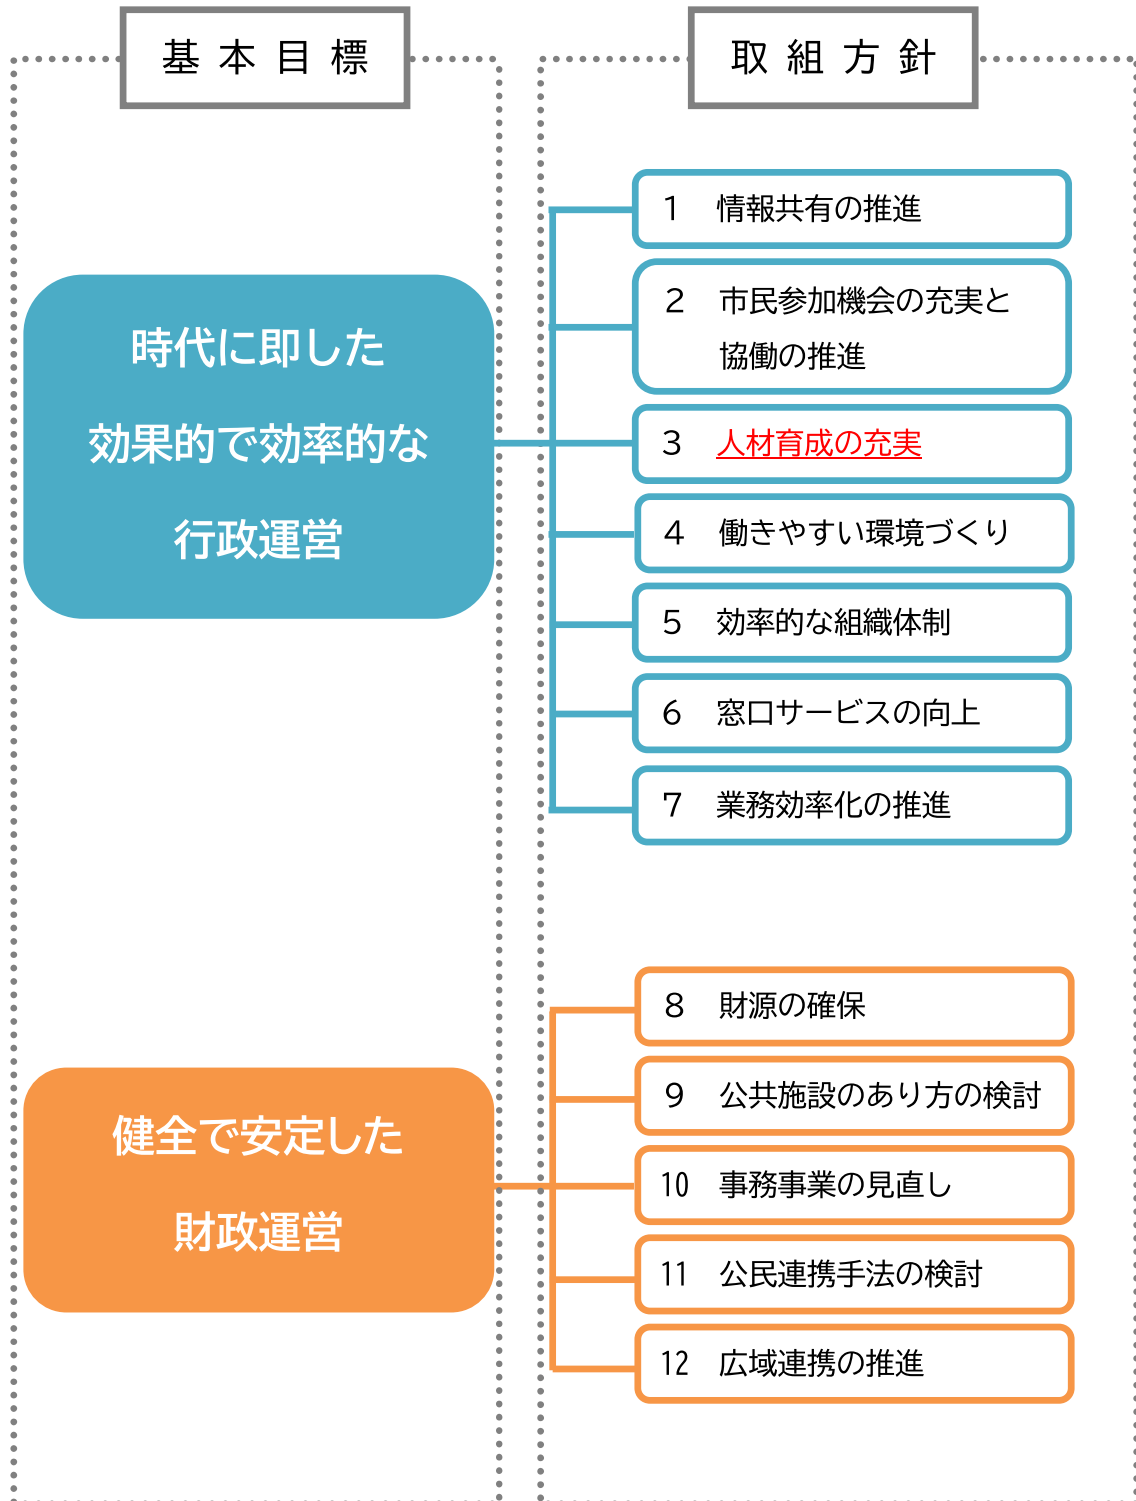 基本目標
取組方針
時代に即した
効果的で効率的な
行政運営
1 情報共有の推進
2 市民参加機会の充実と
協働の推進
3 人材育成の充実
4 働きやすい環境づくり
5 効率的な組織体制
6 窓口サービスの向上
7 業務効率化の推進
健全で安定した
財政運営
8 財源の確保
9 公共施設のあり方の検討
10 事務事業の見直し
11 公民連携手法の検討
12 広域連携の推進